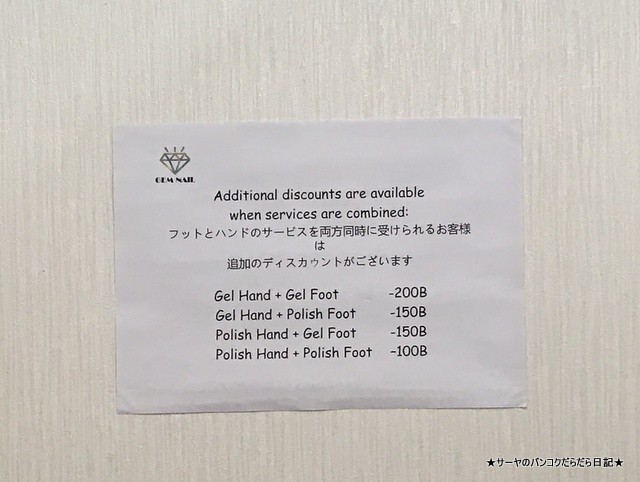 GEM NAIL
Additional discounts are available
when services are combined:
フットとハンドのサービスを両方同時に受けられるお客様
は
追加のディスカウントがございます
Gel Hand + Gel Foot -200B
Gel Hand + Polish Foot -150B
Polish Hand + Gel Foot -150B
Polish Hand + Polish Foot -100B
★サーヤのバンコクだらだら日記★